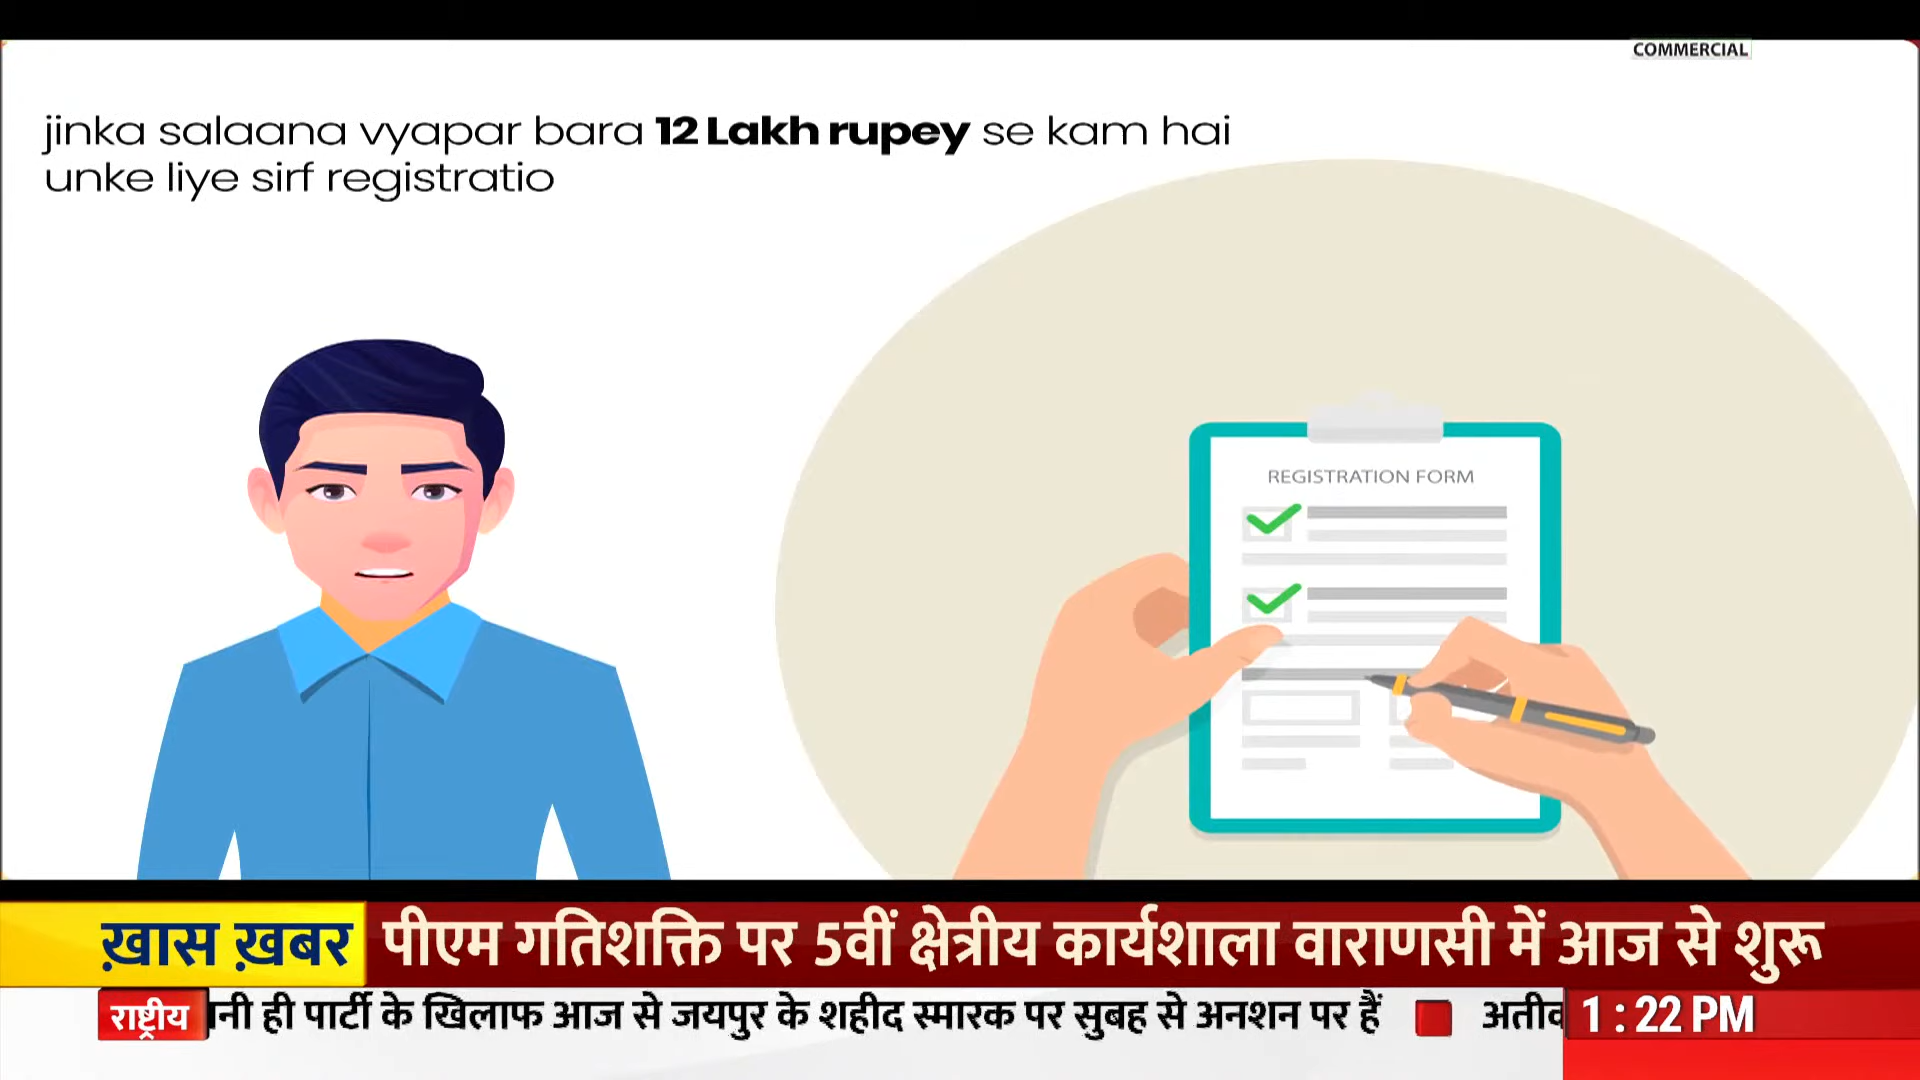 COMMERCIAL
jinka salaana vyapar bara 12 Lakh rupey se kam hai
unke liye sirf registratio
REGISTRATION FORM
ख़ास ख़बर पीएम गतिशक्ति पर 5वीं क्षेत्रीय कार्यशाला वाराणसी में आज से शुरू
राष्ट्रीय ही पार्टी के खिलाफ आज से जयपुर के शहीद स्मारक पर सुबह से अनशन पर हैं 1 : 22 PM